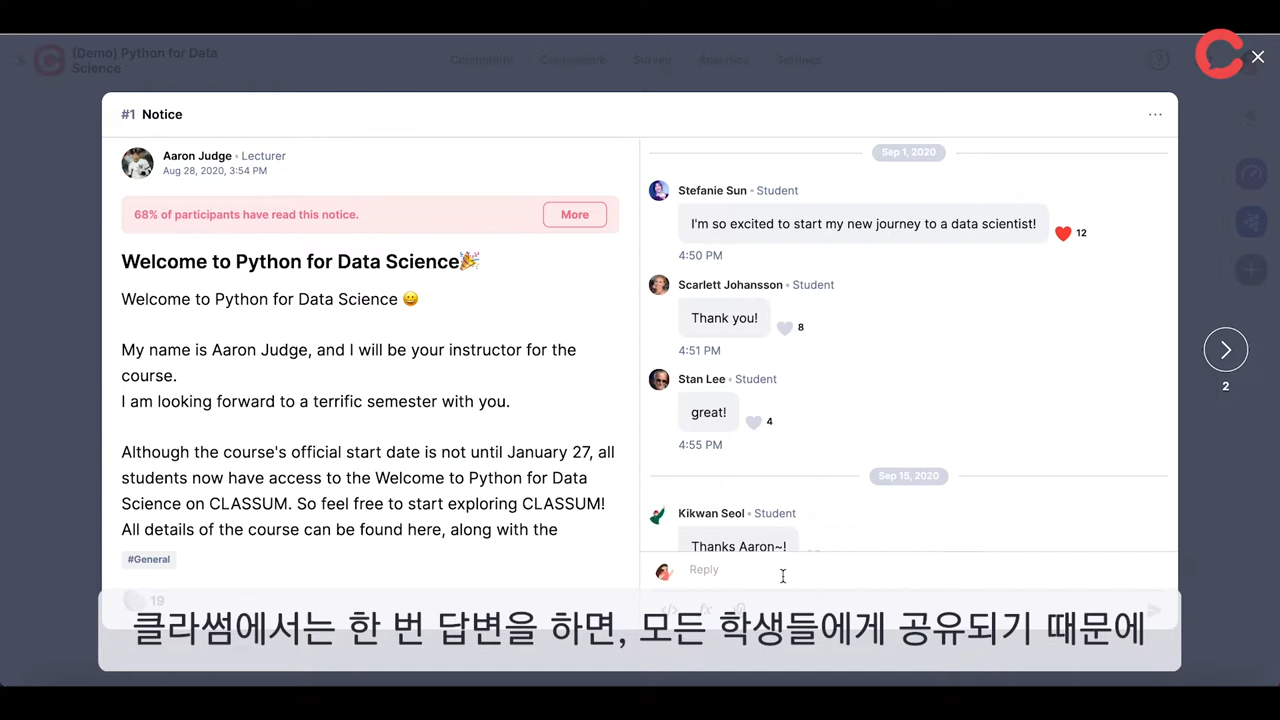 (Demo) Python for Data
Science
Community
Coursework
Survey
Analytics
Settings
#1 Notice
Aaron Judge • Lecturer
Aug 28, 2020, 3:54 PM
68% of participants have read this notice.
More
Welcome to Python for Data Science🎉
Welcome to Python for Data Science 😀
My name is Aaron Judge, and I will be your instructor for the
course.
I am looking forward to a terrific semester with you.
Although the course's official start date is not until January 27, all
students now have access to the Welcome to Python for Data
Science on CLASSUM. So feel free to start exploring CLASSUM!
All details of the course can be found here, along with the
#General
19
Sep 1, 2020
Stefanie Sun • Student
I'm so excited to start my new journey to a data scientist!
12
4:50 PM
Scarlett Johansson • Student
Thank you!
8
4:51 PM
Stan Lee • Student
great!
4
4:55 PM
Sep 15, 2020
Kikwan Seol • Student
Thanks Aaron~!
Reply
2
클라썸에서는 한 번 답변을 하면, 모든 학생들에게 공유되기 때문에